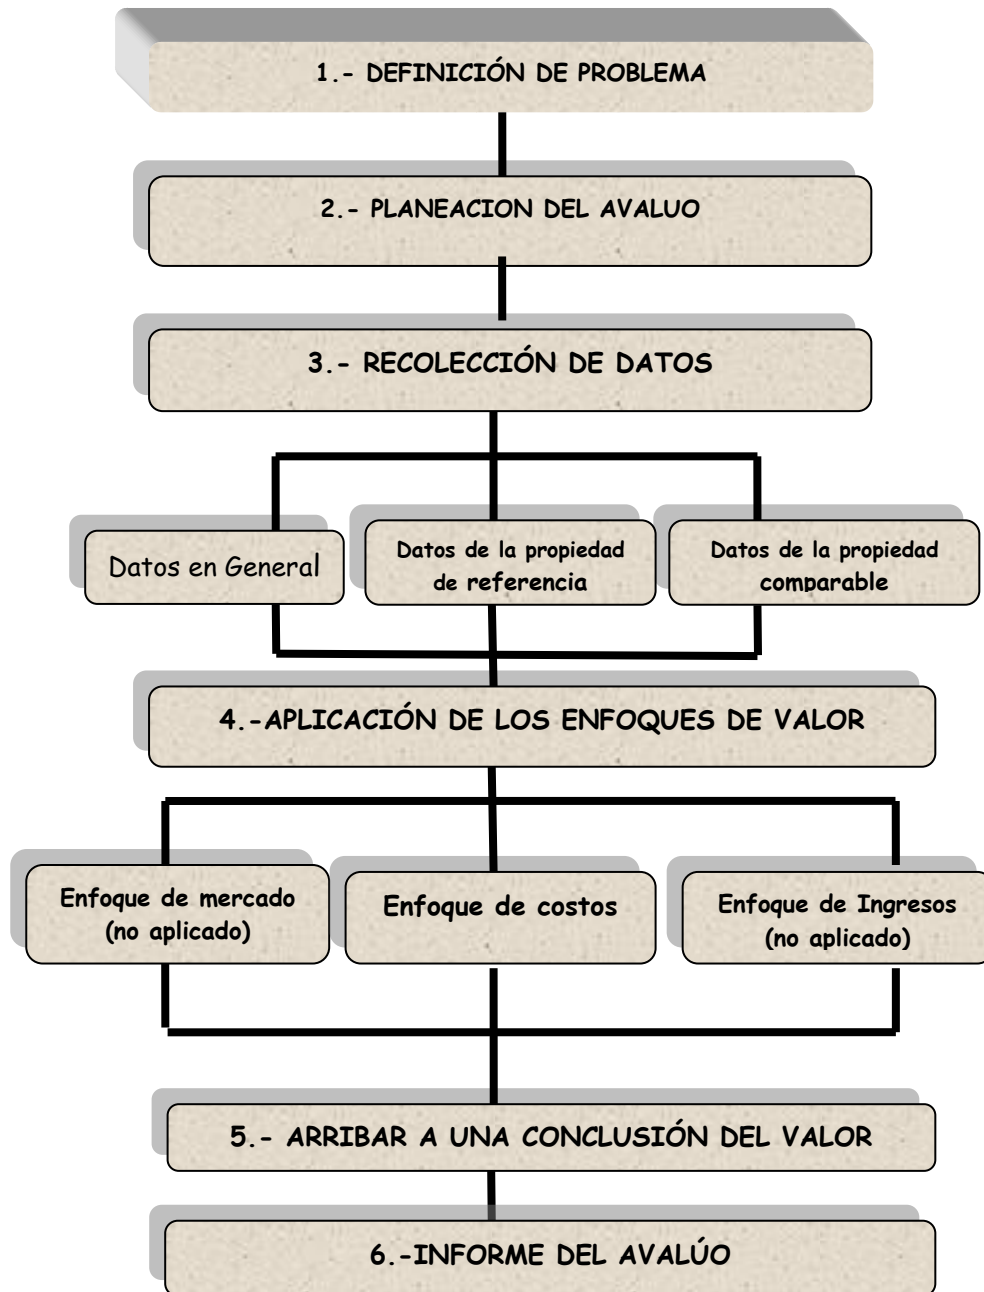 1.- DEFINICIÓN DE PROBLEMA
2.- PLANEACION DEL AVALUO
3.- RECOLECCIÓN DE DATOS
Datos en General
Datos de la propiedad
de referencia
Datos de la propiedad
comparable
4.-APLICACIÓN DE LOS ENFOQUES DE VALOR
Enfoque de mercado
(no aplicado)
Enfoque de costos
Enfoque de Ingresos
(no aplicado)
5.- ARRIBAR A UNA CONCLUSIÓN DEL VALOR
6.-INFORME DEL AVALÚO